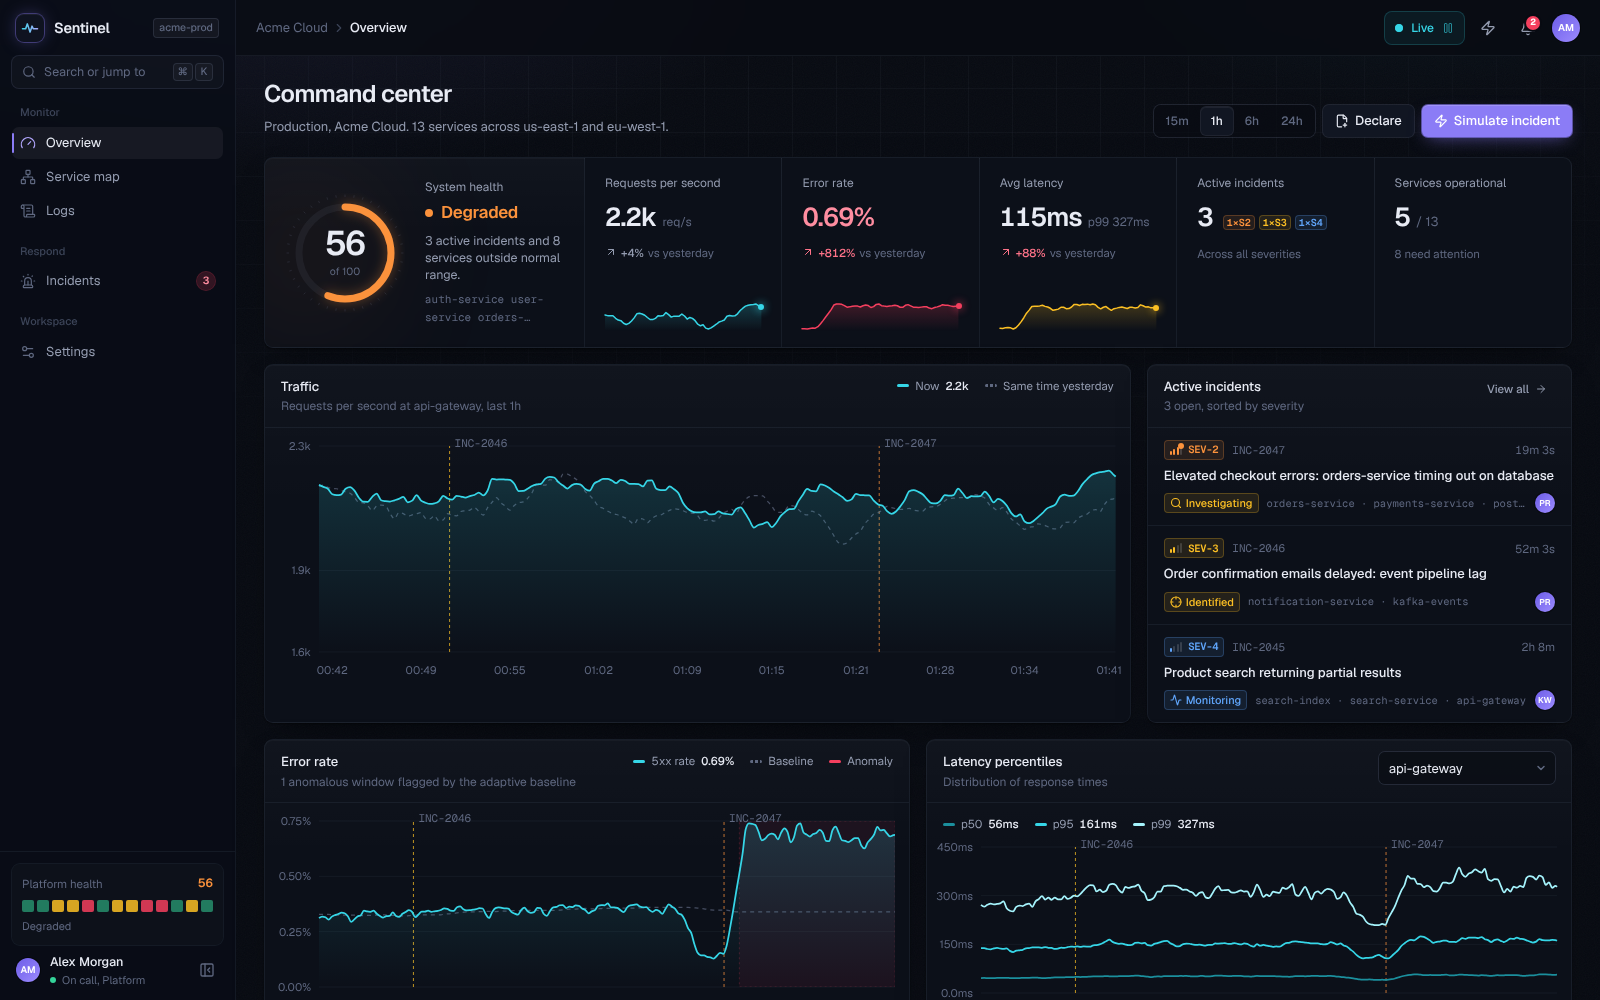 Sentinel
acme-prod
Search or jump to
⌘ K
Monitor
Overview
Service map
Logs
Respond
Incidents
3
Workspace
Settings
Platform health
56
Degraded
AM
Alex Morgan
On call, Platform
Acme Cloud > Overview
Live
2
AM
Command center
Production, Acme Cloud. 13 services across us-east-1 and eu-west-1.
15m 1h 6h 24h
Declare
Simulate incident
56
of 100
System health
Degraded
3 active incidents and 8
services outside normal
range.
auth-service user-
service orders-…
Requests per second
2.2k req/s
+4% vs yesterday
Error rate
0.69%
+812% vs yesterday
Avg latency
115ms p99 327ms
+88% vs yesterday
Active incidents
3 1×S2 1×S3 1×S4
Across all severities
Services operational
5 / 13
8 need attention
Traffic
Requests per second at api-gateway, last 1h
Now 2.2k
Same time yesterday
INC-2046
INC-2047
2.3k
1.9k
1.6k
00:42 00:49 00:55 01:02 01:09 01:15 01:21 01:28 01:34 01:41
Active incidents
3 open, sorted by severity
View all →
SEV-2 INC-2047 19m 3s
Elevated checkout errors: orders-service timing out on database
Investigating orders-service · payments-service · post… PR
SEV-3 INC-2046 52m 3s
Order confirmation emails delayed: event pipeline lag
Identified notification-service · kafka-events PR
SEV-4 INC-2045 2h 8m
Product search returning partial results
Monitoring search-index · search-service · api-gateway KW
Error rate
1 anomalous window flagged by the adaptive baseline
5xx rate 0.69% Baseline Anomaly
INC-2046
INC-2047
0.75%
0.50%
0.25%
0.00%
Latency percentiles
Distribution of response times
api-gateway
p50 56ms p95 161ms p99 327ms
INC-2046
INC-2047
450ms
300ms
150ms
0.0ms